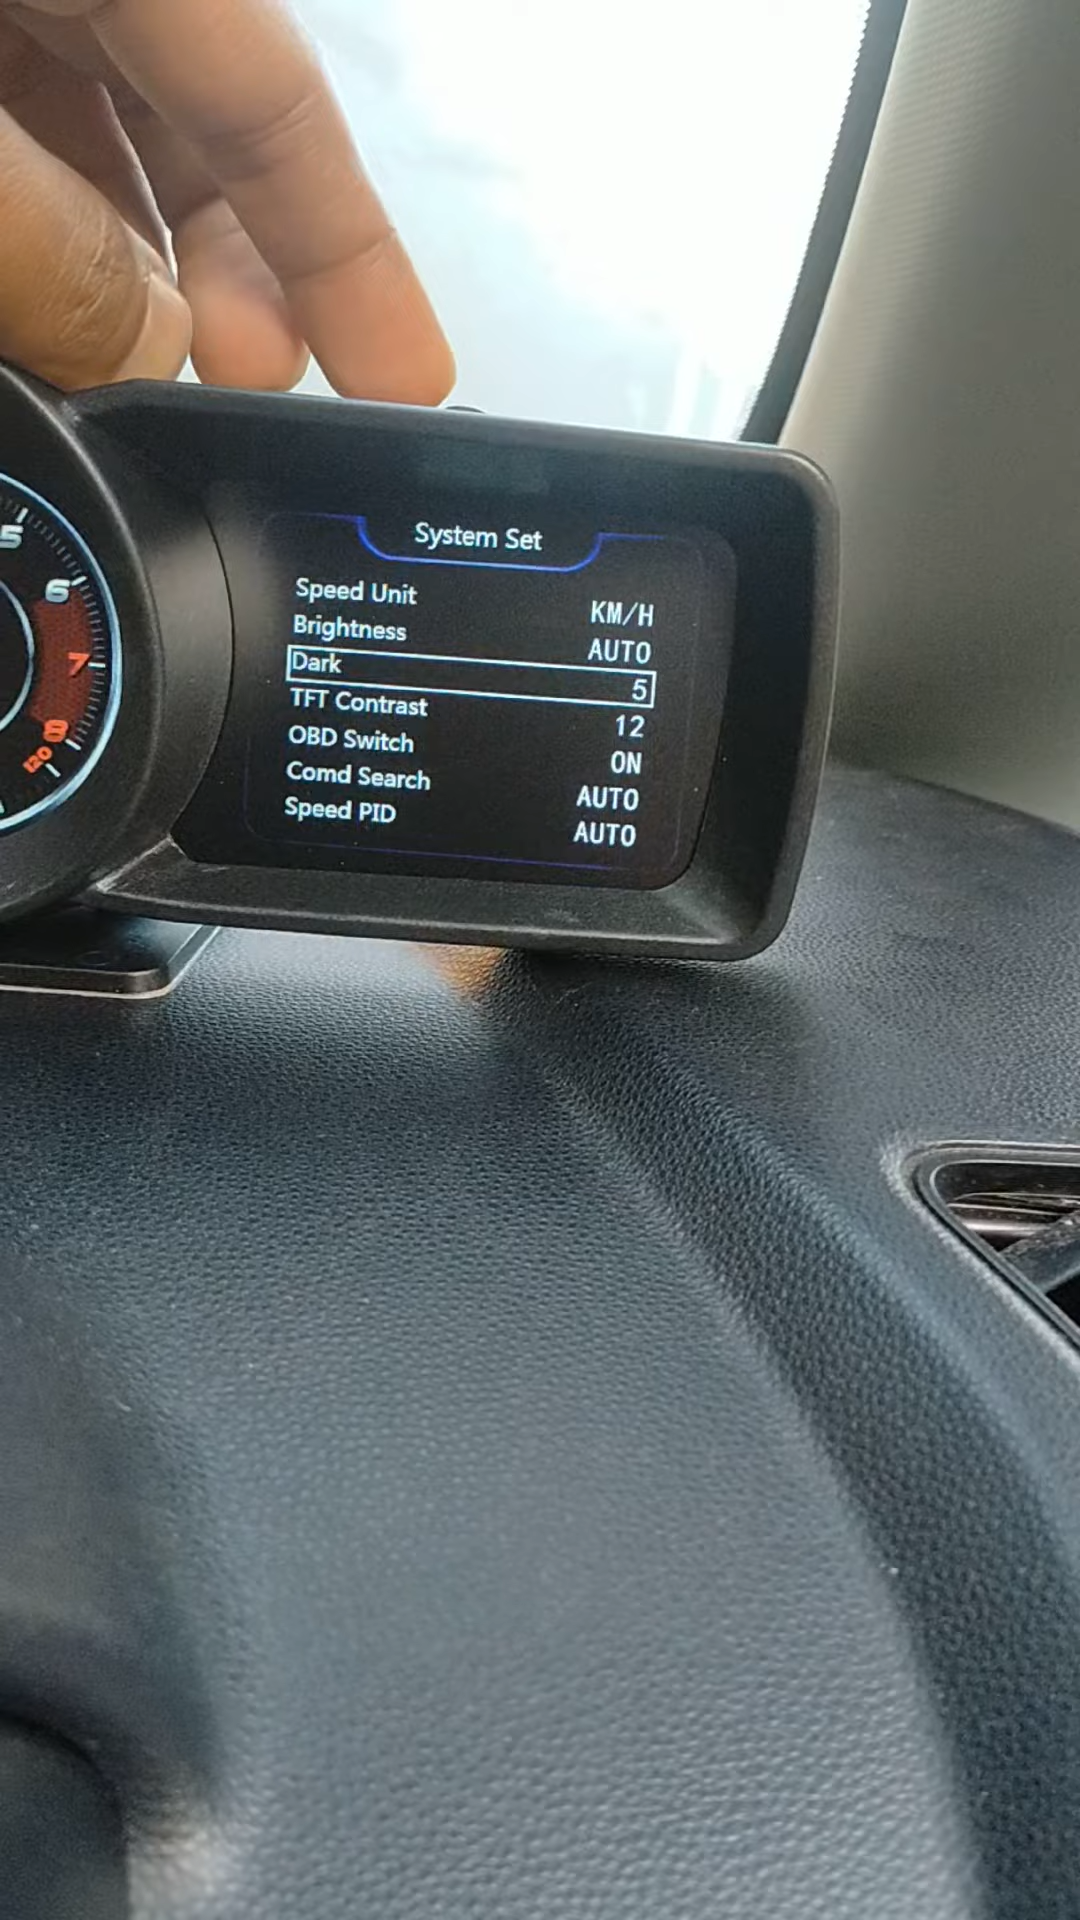 System Set
Speed Unit KM/H
Brightness AUTO
Dark 5
TFT Contrast 12
OBD Switch ON
Comd Search AUTO
Speed PID AUTO
5
6
7
8
120